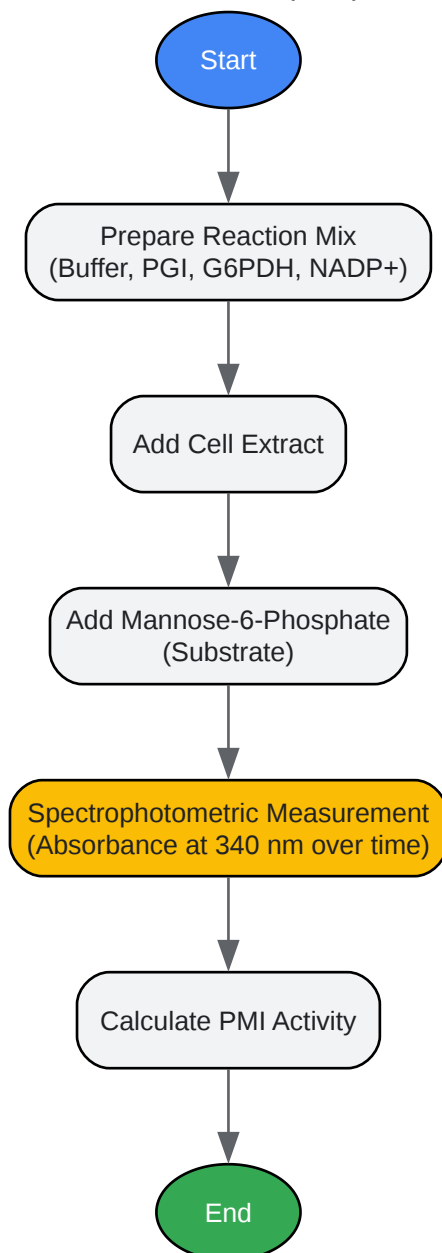 Start
Prepare Reaction Mix
(Buffer, PGI, G6PDH, NADP+)
Add Cell Extract
Add Mannose-6-Phosphate
(Substrate)
Spectrophotometric Measurement
(Absorbance at 340 nm over time)
Calculate PMI Activity
End